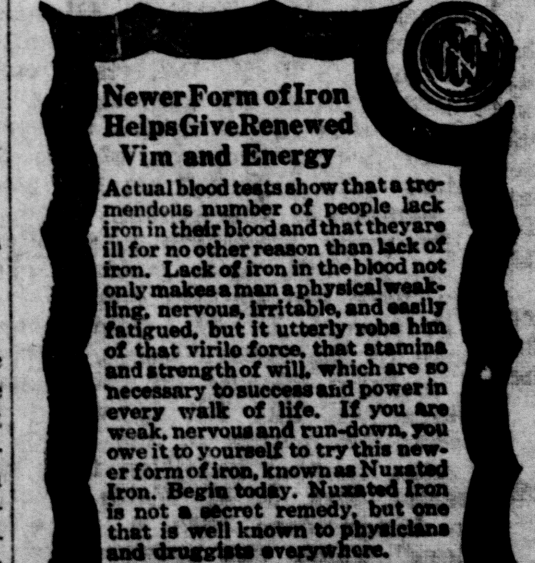 Newer Form of Iron
Helps Give Renewed
Vim and Energy
Actual blood tests show that a tre-
mendous number of people lack
iron in their blood and that they are
ill for no other reason than lack of
iron. Lack of iron in the blood not
only makes a man a physical weak-
ling, nervous, irritable, and easily
fatigued, but it utterly robs him
of that virile force, that stamina
and strength of will, which are so
necessary to success and power in
every walk of life. If you are
weak, nervous and run-down, you
owe it to yourself to try this new-
er form of iron, known as Nuxated
Iron. Begin today. Nuxated Iron
is not a secret remedy, but one
that is well known to physicians
and druggists everywhere.